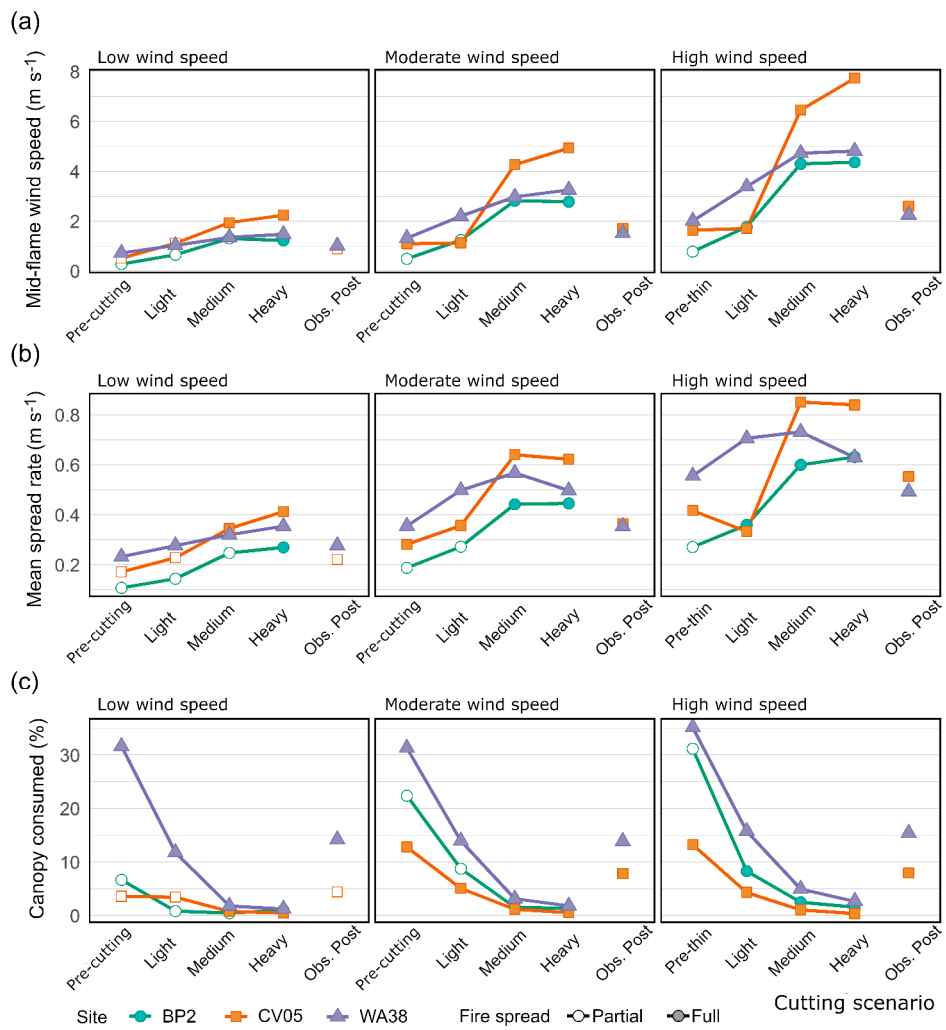 (a)
Low wind speed Moderate wind speed High wind speed
Mid-flame wind speed (m s-1)
8
6
4
2
0
Pre-cutting Light Medium Heavy Obs. Post Pre-cutting Light Medium Heavy Obs. Post Pre-thin Light Medium Heavy Obs. Post
(b)
Low wind speed Moderate wind speed High wind speed
Mean spread rate (m s-1)
0.8
0.6
0.4
0.2
Pre-cutting Light Medium Heavy Obs. Post Pre-cutting Light Medium Heavy Obs. Post Pre-thin Light Medium Heavy Obs. Post
(c)
Low wind speed Moderate wind speed High wind speed
Canopy consumed (%)
30
20
10
0
Pre-cutting Light Medium Heavy Obs. Post Pre-cutting Light Medium Heavy Obs. Post Pre-thin Light Medium Heavy Obs. Post
Cutting scenario
Site BP2 CV05 WA38 Fire spread Partial Full